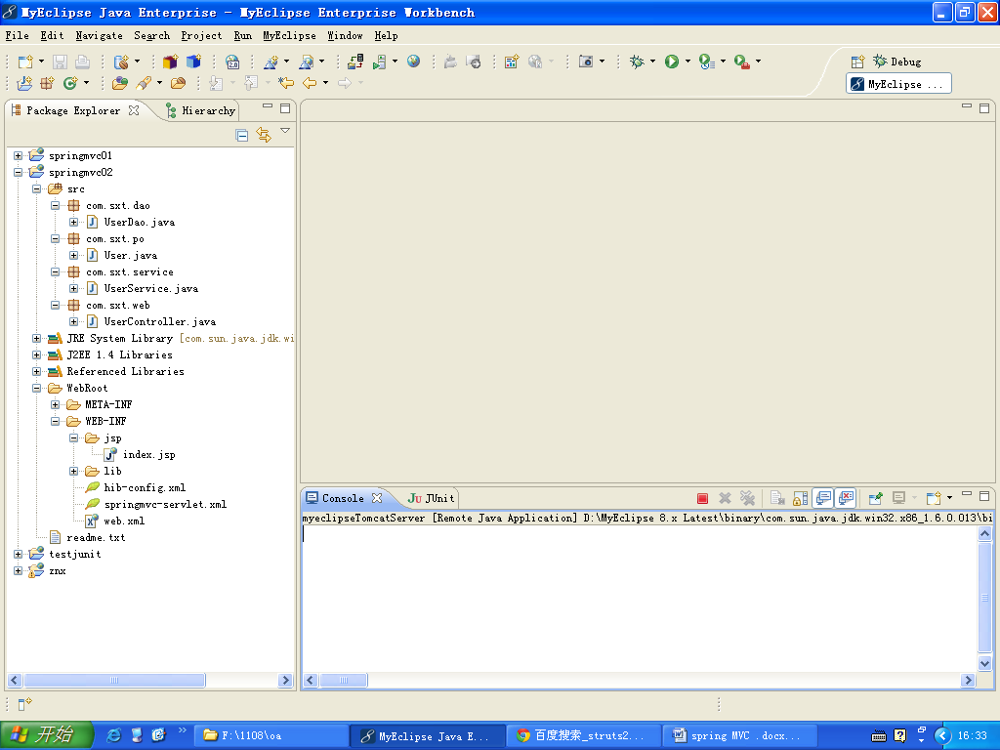 MyEclipse Java Enterprise - MyEclipse Enterprise Workbench
File Edit Navigate Search Project Run MyEclipse Window Help
Debug
MyEclipse ...
Package Explorer Hierarchy
springmvc01
springmvc02
src
com.sxt.dao
UserDao.java
com.sxt.po
User.java
com.sxt.service
UserService.java
com.sxt.web
UserController.java
JRE System Library [com.sun.java.jdk.wi
J2EE 1.4 Libraries
Referenced Libraries
WebRoot
META-INF
WEB-INF
jsp
index.jsp
lib
hib-config.xml
springmvc-servlet.xml
web.xml
readme.txt
testjunit
znx
Console JUnit
myeclipseTomcatServer [Remote Java Application] D:\MyEclipse 8.x Latest\binary\com.sun.java.jdk.win32.x86_1.6.0.013\bi
开始 F:\1108\oa MyEclipse Java E... 百度搜索_struts2... spring MVC .docx... 16:33